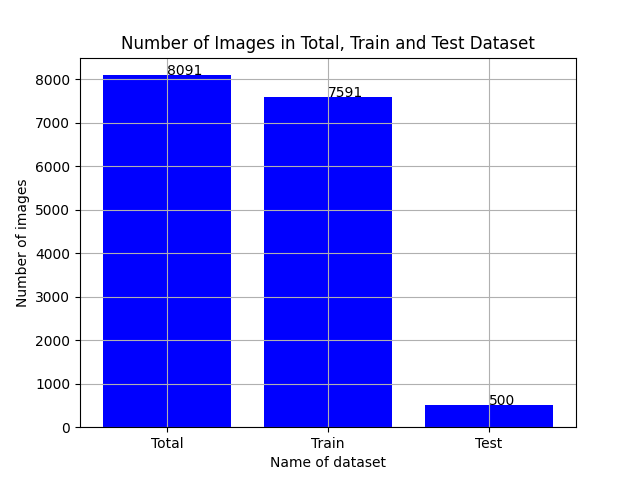 Number of Images in Total, Train and Test Dataset
Number of images
8000
7000
6000
5000
4000
3000
2000
1000
0
8091
7591
500
Total
Train
Test
Name of dataset